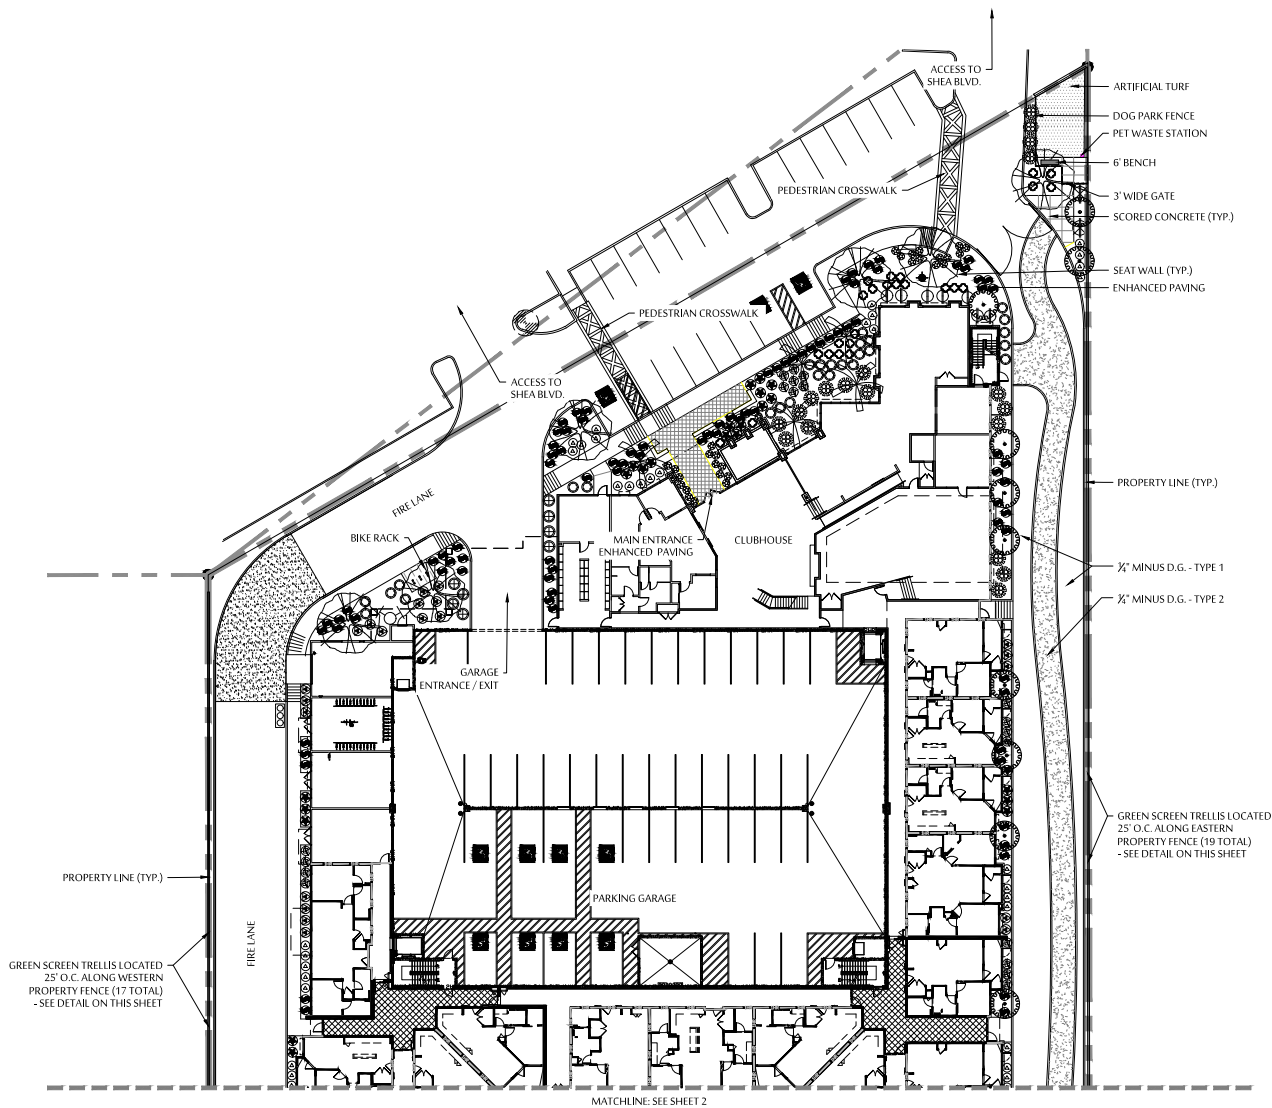 ACCESS TO
SHEA BLVD.
ARTIFICIAL TURF
DOG PARK FENCE
PET WASTE STATION
6' BENCH
PEDESTRIAN CROSSWALK
3' WIDE GATE
SCORED CONCRETE (TYP.)
SEAT WALL (TYP.)
ENHANCED PAVING
PEDESTRIAN CROSSWALK
ACCESS TO
SHEA BLVD.
PROPERTY LINE (TYP.)
FIRE LANE
BIKE RACK
MAIN ENTRANCE
ENHANCED PAVING
CLUBHOUSE
¼" MINUS D.G. - TYPE 1
¼" MINUS D.G. - TYPE 2
GARAGE
ENTRANCE / EXIT
GREEN SCREEN TRELLIS LOCATED
25' O.C. ALONG EASTERN
PROPERTY FENCE (19 TOTAL)
- SEE DETAIL ON THIS SHEET
PROPERTY LINE (TYP.)
PARKING GARAGE
FIRE LANE
GREEN SCREEN TRELLIS LOCATED
25' O.C. ALONG WESTERN
PROPERTY FENCE (17 TOTAL)
- SEE DETAIL ON THIS SHEET
MATCHLINE: SEE SHEET 2